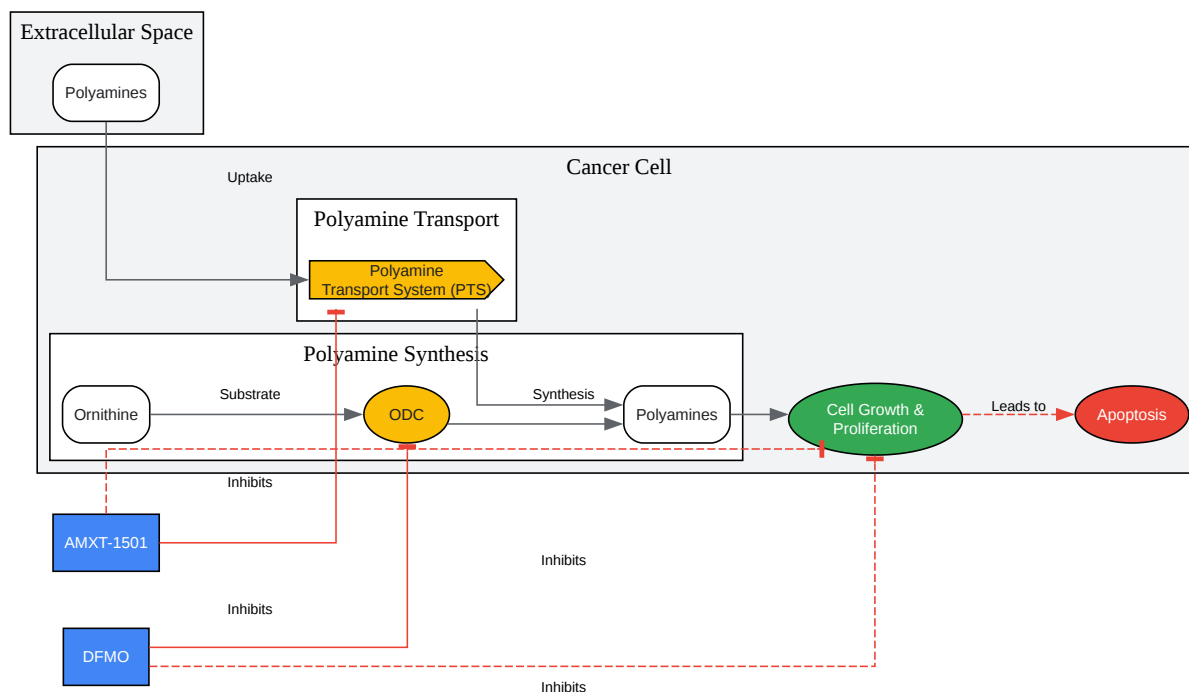 Extracellular Space
Polyamines
Cancer Cell
Uptake
Polyamine Transport
Polyamine
Transport System (PTS)
Polyamine Synthesis
Ornithine
Substrate
ODC
Synthesis
Polyamines
Cell Growth &
Proliferation
Leads to
Apoptosis
Inhibits
AMXT-1501
Inhibits
Inhibits
DFMO
Inhibits